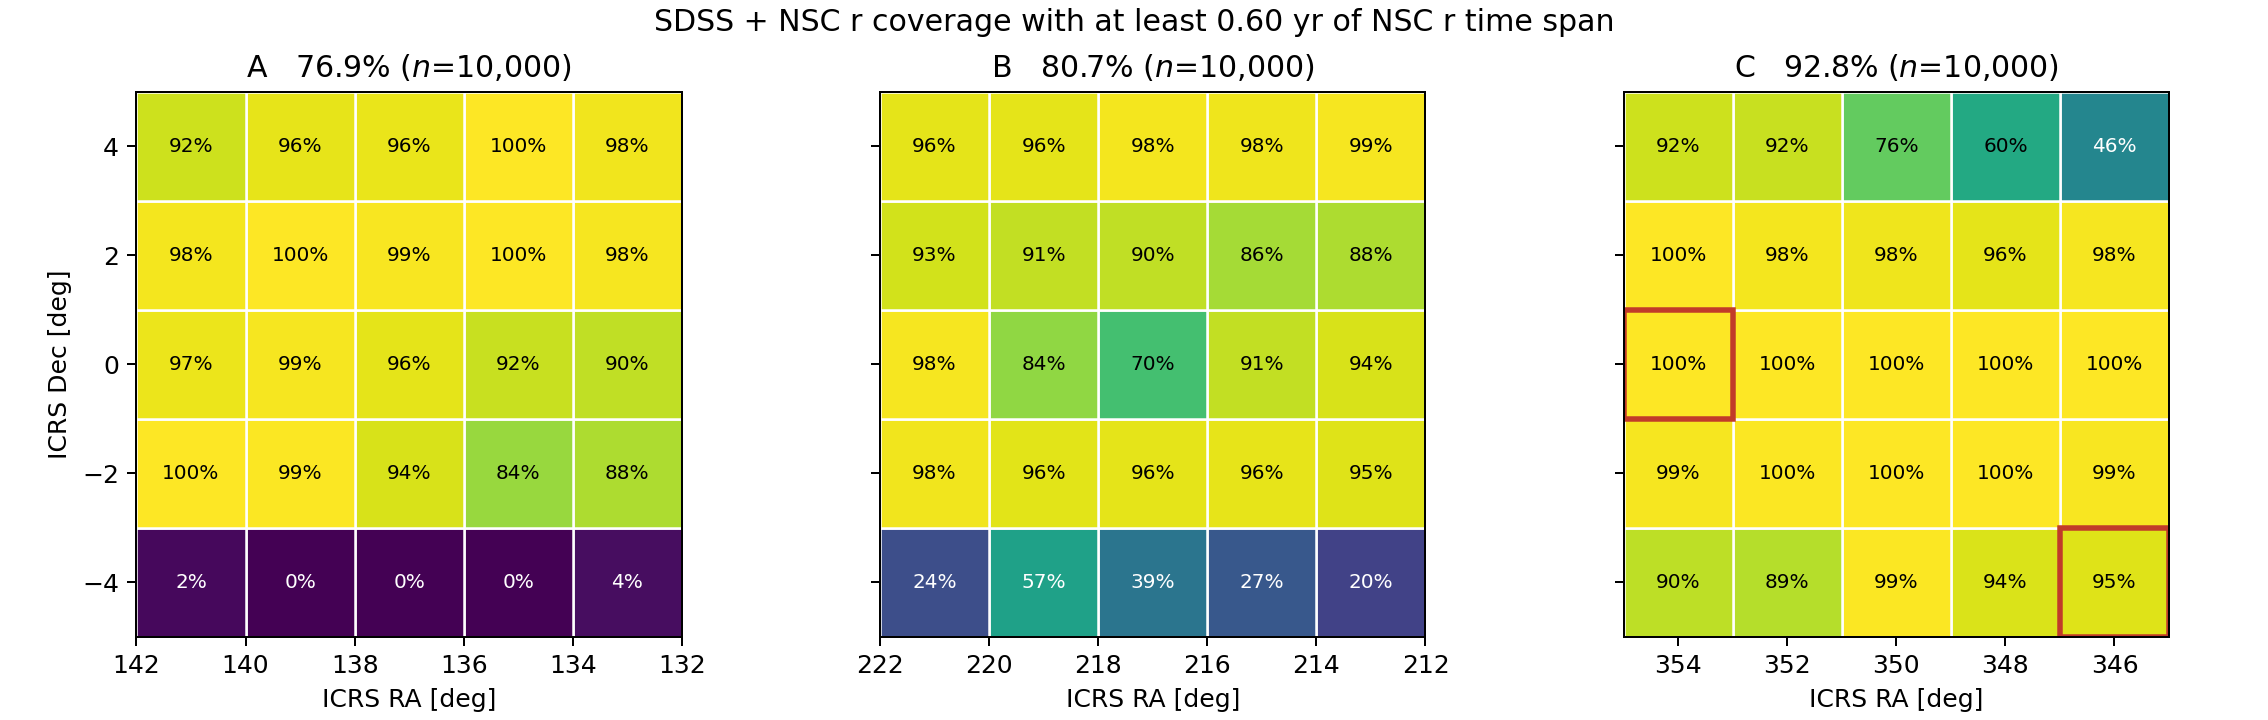 SDSS + NSC r coverage with at least 0.60 yr of NSC r time span
A 76.9% (n=10,000)
B 80.7% (n=10,000)
C 92.8% (n=10,000)
ICRS Dec [deg]
4
2
0
−2
−4
92% 96% 96% 100% 98%
98% 100% 99% 100% 98%
97% 99% 96% 92% 90%
100% 99% 94% 84% 88%
2% 0% 0% 0% 4%
142 140 138 136 134 132
ICRS RA [deg]
96% 96% 98% 98% 99%
93% 91% 90% 86% 88%
98% 84% 70% 91% 94%
98% 96% 96% 96% 95%
24% 57% 39% 27% 20%
222 220 218 216 214 212
ICRS RA [deg]
92% 92% 76% 60% 46%
100% 98% 98% 96% 98%
100% 100% 100% 100% 100%
99% 100% 100% 100% 99%
90% 89% 99% 94% 95%
354 352 350 348 346
ICRS RA [deg]